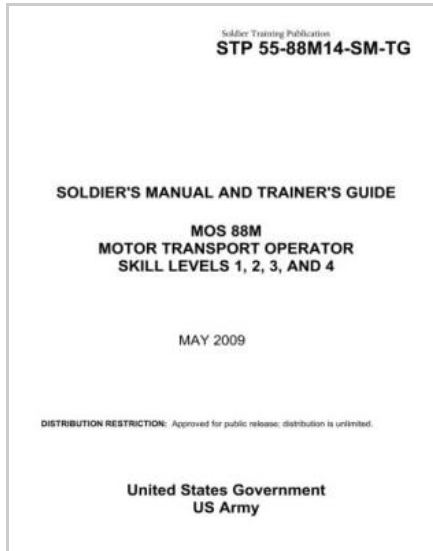 Soldier Training Publication
STP 55-88M14-SM-TG
SOLDIER'S MANUAL AND TRAINER'S GUIDE
MOS 88M
MOTOR TRANSPORT OPERATOR
SKILL LEVELS 1, 2, 3, AND 4
MAY 2009
DISTRIBUTION RESTRICTION: Approved for public release; distribution is unlimited.
United States Government
US Army